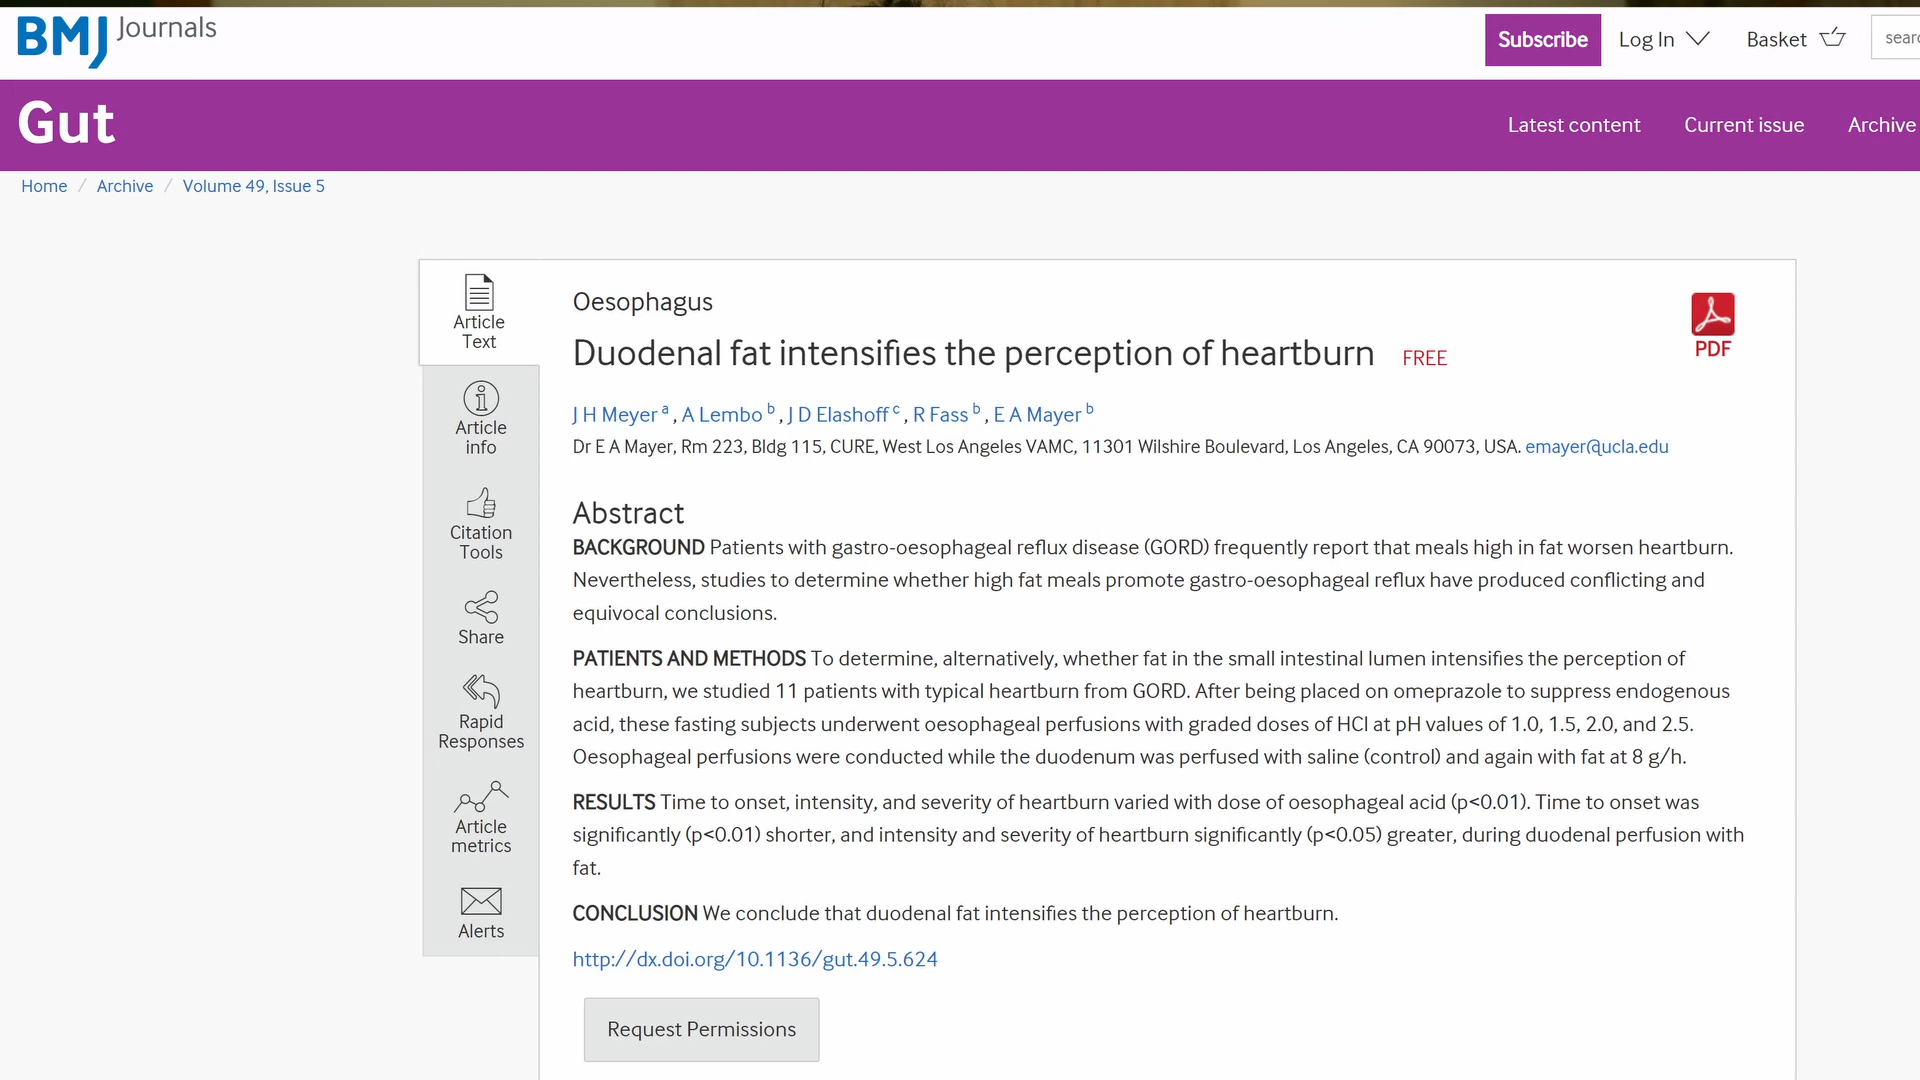 BMJ Journals
Subscribe
Log In
Basket
Gut
Latest content
Current issue
Archive
Home / Archive / Volume 49, Issue 5
Article
Text
Article
info
Citation
Tools
Share
Rapid
Responses
Article
metrics
Alerts
Oesophagus
Duodenal fat intensifies the perception of heartburn FREE
PDF
J H Meyer a , A Lembo b , J D Elashoff c , R Fass b , E A Mayer b
Dr E A Mayer, Rm 223, Bldg 115, CURE, West Los Angeles VAMC, 11301 Wilshire Boulevard, Los Angeles, CA 90073, USA. emayer@ucla.edu
Abstract
BACKGROUND Patients with gastro-oesophageal reflux disease (GORD) frequently report that meals high in fat worsen heartburn.
Nevertheless, studies to determine whether high fat meals promote gastro-oesophageal reflux have produced conflicting and
equivocal conclusions.
PATIENTS AND METHODS To determine, alternatively, whether fat in the small intestinal lumen intensifies the perception of
heartburn, we studied 11 patients with typical heartburn from GORD. After being placed on omeprazole to suppress endogenous
acid, these fasting subjects underwent oesophageal perfusions with graded doses of HCl at pH values of 1.0, 1.5, 2.0, and 2.5.
Oesophageal perfusions were conducted while the duodenum was perfused with saline (control) and again with fat at 8 g/h.
RESULTS Time to onset, intensity, and severity of heartburn varied with dose of oesophageal acid (p<0.01). Time to onset was
significantly (p<0.01) shorter, and intensity and severity of heartburn significantly (p<0.05) greater, during duodenal perfusion with
fat.
CONCLUSION We conclude that duodenal fat intensifies the perception of heartburn.
http://dx.doi.org/10.1136/gut.49.5.624
Request Permissions